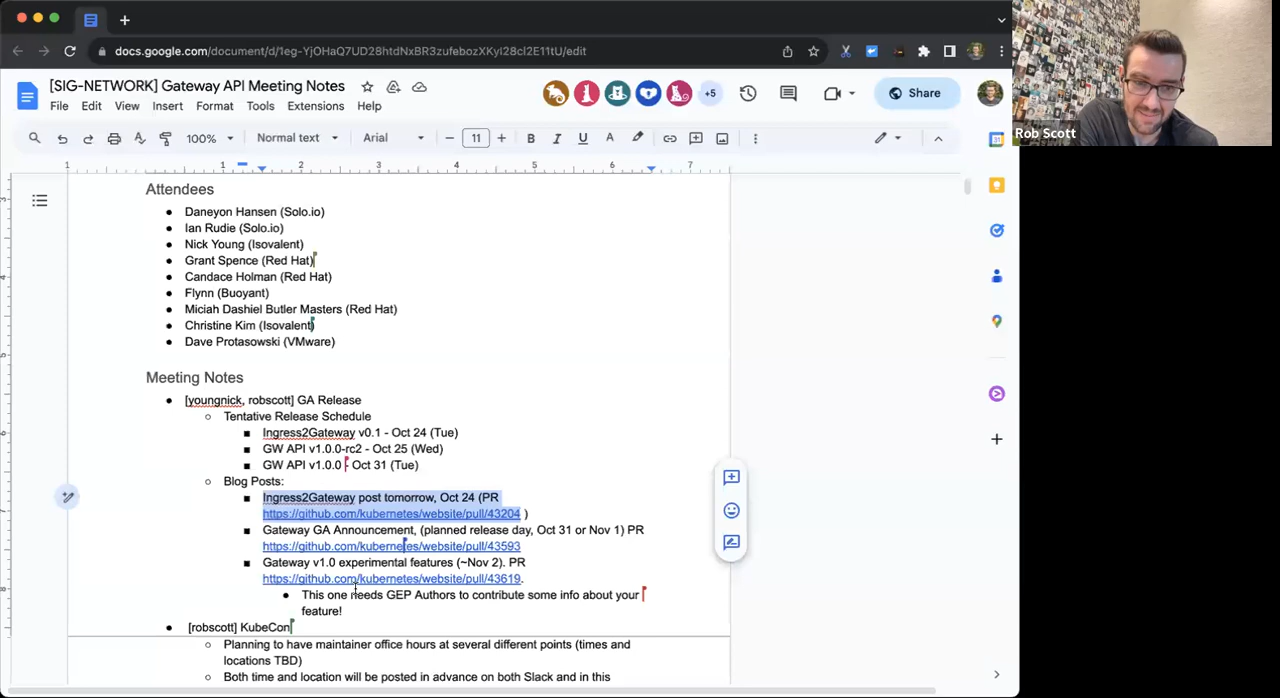 docs.google.com/document/d/1eg-YjOHaQ7UD28htdNxBR3zufebozXKyI28cl2E11tU/edit
[SIG-NETWORK] Gateway API Meeting Notes
File Edit View Insert Format Tools Extensions Help
+5
Share
Rob Scott
100% Normal text Arial 11
1 1 2 3 4 5 6 7
Attendees
Daneyon Hansen (Solo.io)
Ian Rudie (Solo.io)
Nick Young (Isovalent)
Grant Spence (Red Hat)
Candace Holman (Red Hat)
Flynn (Buoyant)
Miciah Dashiel Butler Masters (Red Hat)
Christine Kim (Isovalent)
Dave Protasowski (VMware)
Meeting Notes
[youngnick, robscott] GA Release
Tentative Release Schedule
Ingress2Gateway v0.1 - Oct 24 (Tue)
GW API v1.0.0-rc2 - Oct 25 (Wed)
GW API v1.0.0 - Oct 31 (Tue)
Blog Posts:
Ingress2Gateway post tomorrow, Oct 24 (PR
https://github.com/kubernetes/website/pull/43204 )
Gateway GA Announcement, (planned release day, Oct 31 or Nov 1) PR
https://github.com/kubernetes/website/pull/43593
Gateway v1.0 experimental features (~Nov 2). PR
https://github.com/kubernetes/website/pull/43619.
This one needs GEP Authors to contribute some info about your
feature!
[robscott] KubeCon
Planning to have maintainer office hours at several different points (times and
locations TBD)
Both time and location will be posted in advance on both Slack and in this